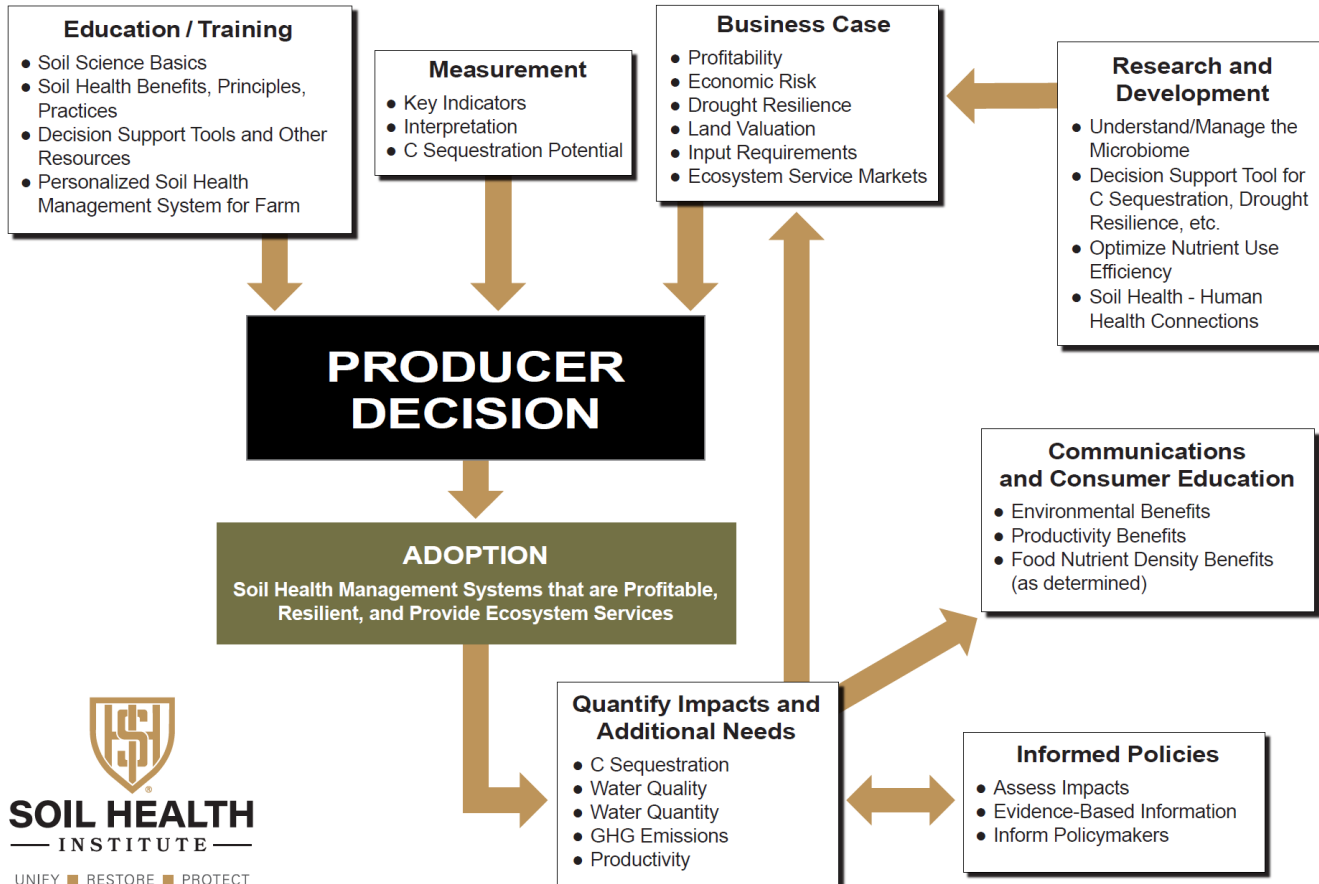 Education / Training
● Soil Science Basics
● Soil Health Benefits, Principles,
Practices
● Decision Support Tools and Other
Resources
● Personalized Soil Health
Management System for Farm
Measurement
● Key Indicators
● Interpretation
● C Sequestration Potential
Business Case
● Profitability
● Economic Risk
● Drought Resilience
● Land Valuation
● Input Requirements
● Ecosystem Service Markets
Research and
Development
● Understand/Manage the
Microbiome
● Decision Support Tool for
C Sequestration, Drought
Resilience, etc.
● Optimize Nutrient Use
Efficiency
● Soil Health - Human
Health Connections
PRODUCER
DECISION
ADOPTION
Soil Health Management Systems that are Profitable,
Resilient, and Provide Ecosystem Services
Communications
and Consumer Education
● Environmental Benefits
● Productivity Benefits
● Food Nutrient Density Benefits
(as determined)
Quantify Impacts and
Additional Needs
● C Sequestration
● Water Quality
● Water Quantity
● GHG Emissions
● Productivity
Informed Policies
● Assess Impacts
● Evidence-Based Information
● Inform Policymakers
SHI
®
SOIL HEALTH
INSTITUTE
UNIFY ■ RESTORE ■ PROTECT